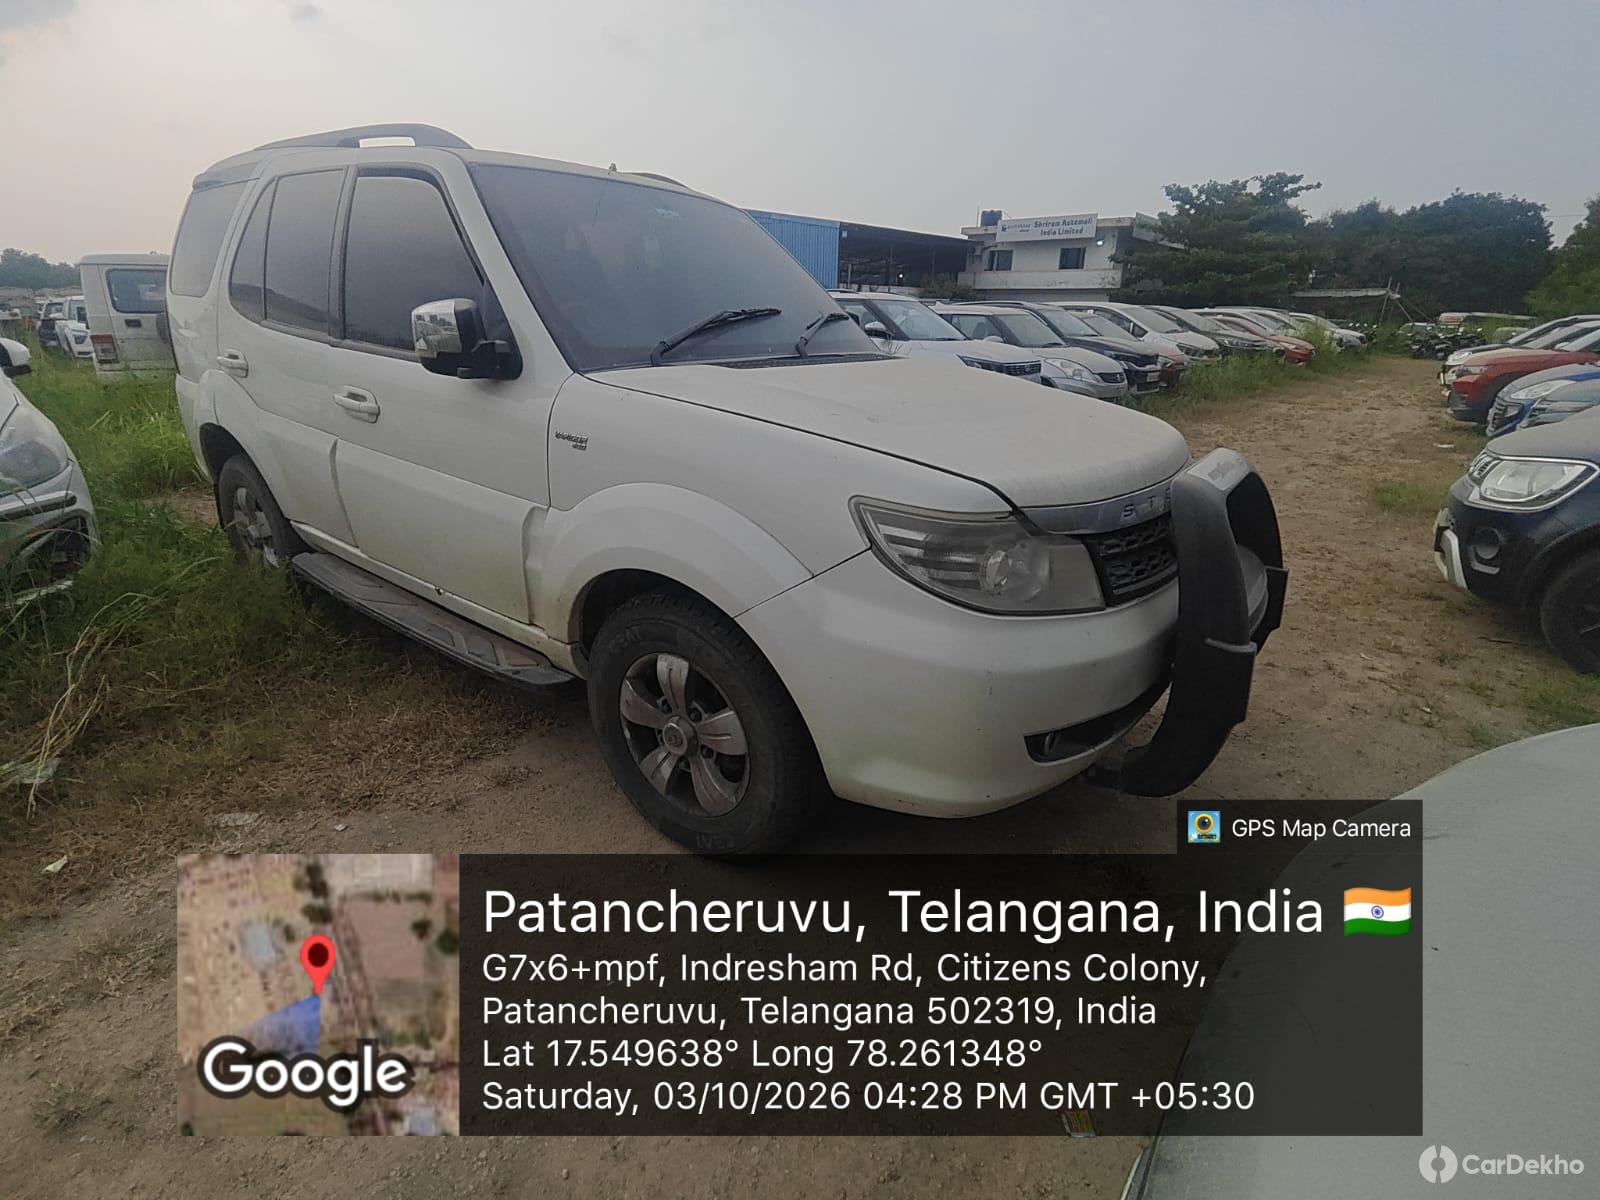 Shriram Automall
India Limited
CEAT
GPS Map Camera
Patancheruvu, Telangana, India
G7x6+mpf, Indresham Rd, Citizens Colony,
Patancheruvu, Telangana 502319, India
Lat 17.549638° Long 78.261348°
Saturday, 03/10/2026 04:28 PM GMT +05:30
Google
CarDekho